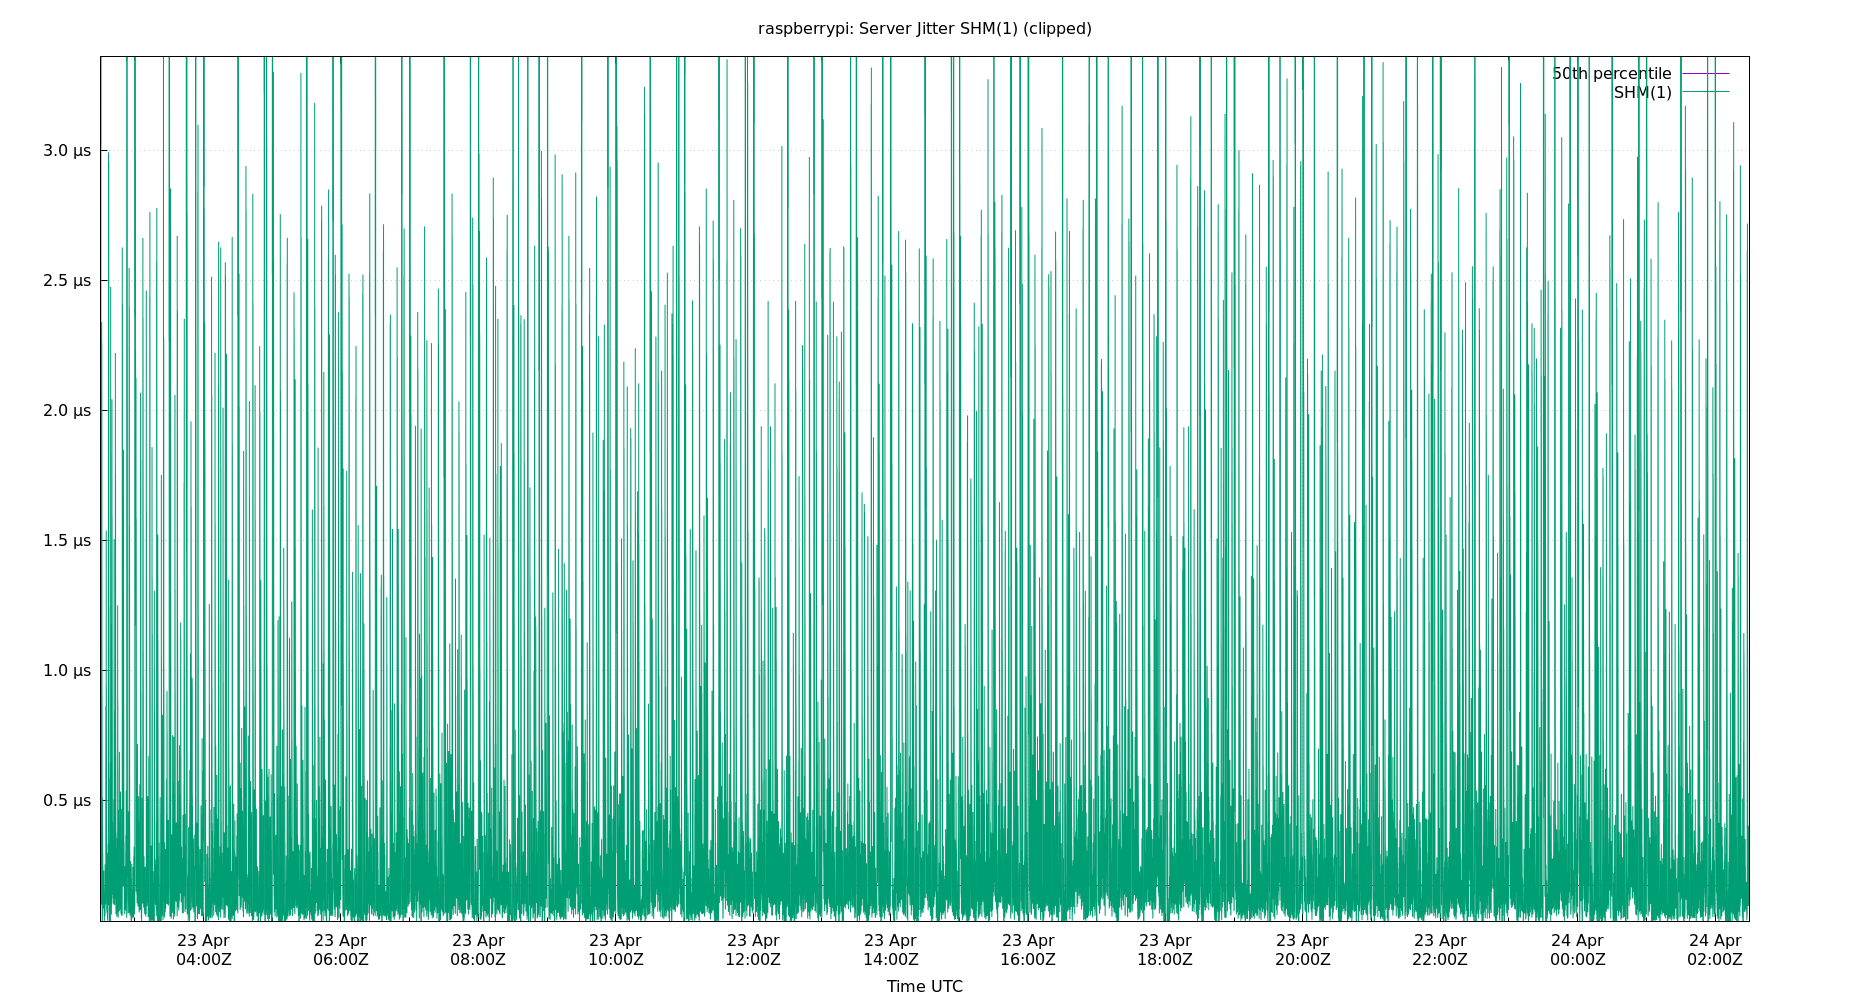 raspberrypi: Server Jitter SHM(1) (clipped)
50th percentile
SHM(1)
3.0 µs
2.5 µs
2.0 µs
1.5 µs
1.0 µs
0.5 µs
23 Apr 23 Apr 23 Apr 23 Apr 23 Apr 23 Apr 23 Apr 23 Apr 23 Apr 23 Apr 24 Apr 24 Apr
04:00Z 06:00Z 08:00Z 10:00Z 12:00Z 14:00Z 16:00Z 18:00Z 20:00Z 22:00Z 00:00Z 02:00Z
Time UTC